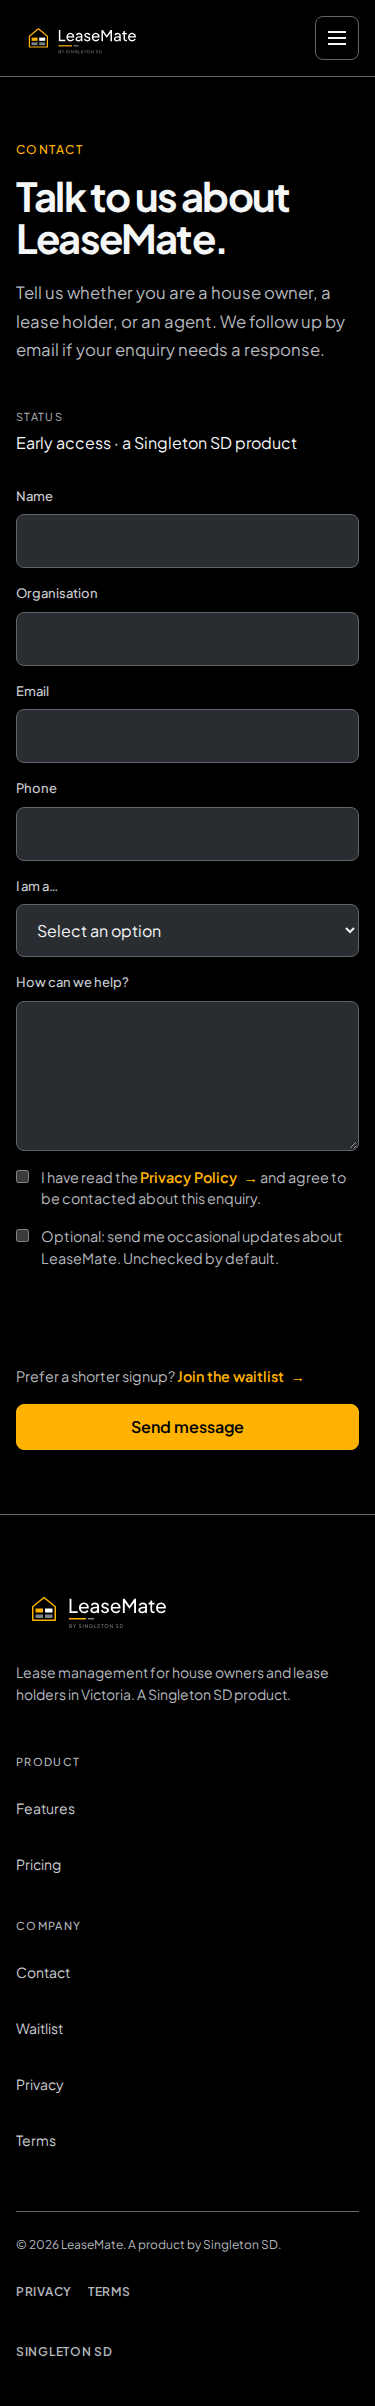 LeaseMate
BY SINGLETON SD
CONTACT
Talk to us about
LeaseMate.
Tell us whether you are a house owner, a
lease holder, or an agent. We follow up by
email if your enquiry needs a response.
STATUS
Early access · a Singleton SD product
Name
Organisation
Email
Phone
I am a…
Select an option
How can we help?
I have read the Privacy Policy → and agree to
be contacted about this enquiry.
Optional: send me occasional updates about
LeaseMate. Unchecked by default.
Prefer a shorter signup? Join the waitlist →
Send message
LeaseMate
BY SINGLETON SD
Lease management for house owners and lease
holders in Victoria. A Singleton SD product.
PRODUCT
Features
Pricing
COMPANY
Contact
Waitlist
Privacy
Terms
© 2026 LeaseMate. A product by Singleton SD.
PRIVACY TERMS
SINGLETON SD